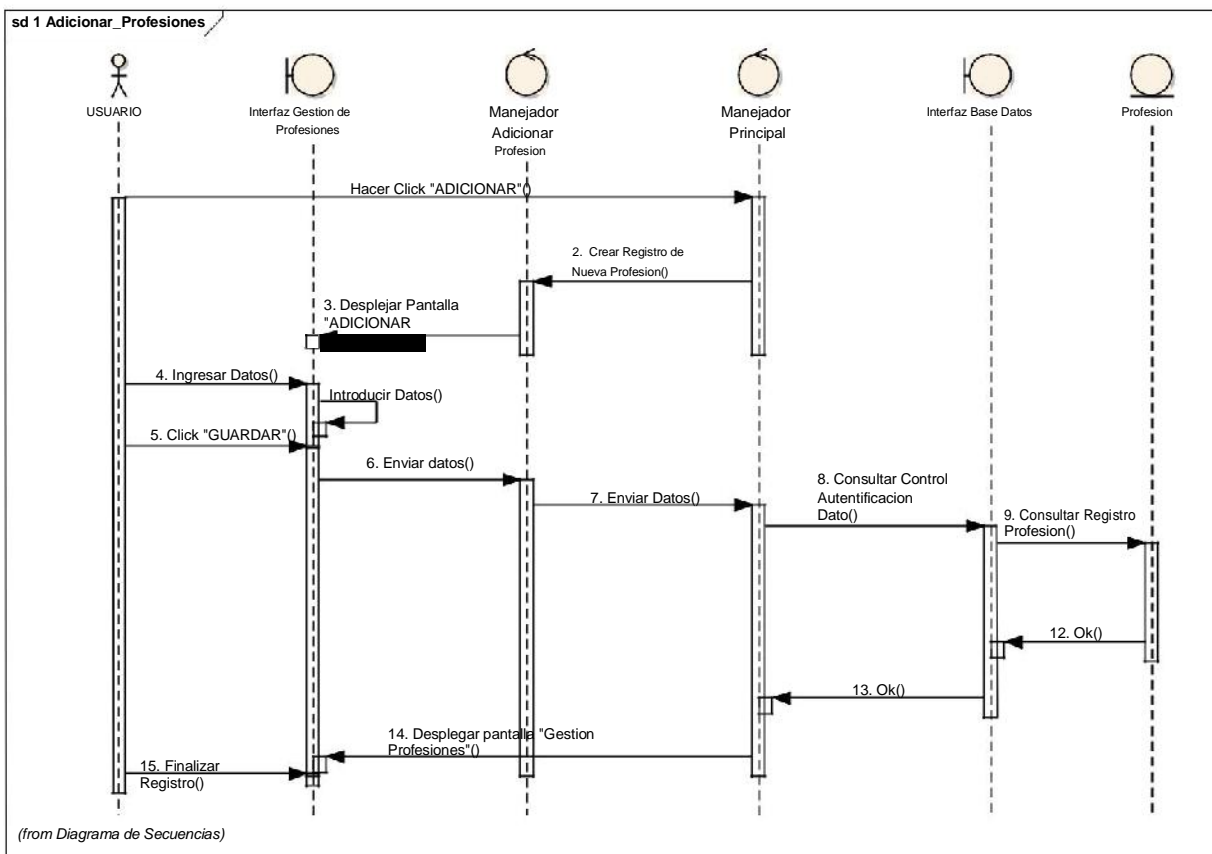 sd 1 Adicionar_Profesiones
USUARIO
Interfaz Gestion de
Profesiones
Manejador
Adicionar
Profesion
Manejador
Principal
Interfaz Base Datos
Profesion
Hacer Click "ADICIONAR"()
2. Crear Registro de
Nueva Profesion()
3. Desplejar Pantalla
"ADICIONAR
4. Ingresar Datos()
Introducir Datos()
5. Click "GUARDAR"()
6. Enviar datos()
7. Enviar Datos()
8. Consultar Control
Autentificacion
Dato()
9. Consultar Registro
Profesion()
12. Ok()
13. Ok()
14. Desplegar pantalla "Gestion
Profesiones"()
15. Finalizar
Registro()
(from Diagrama de Secuencias)